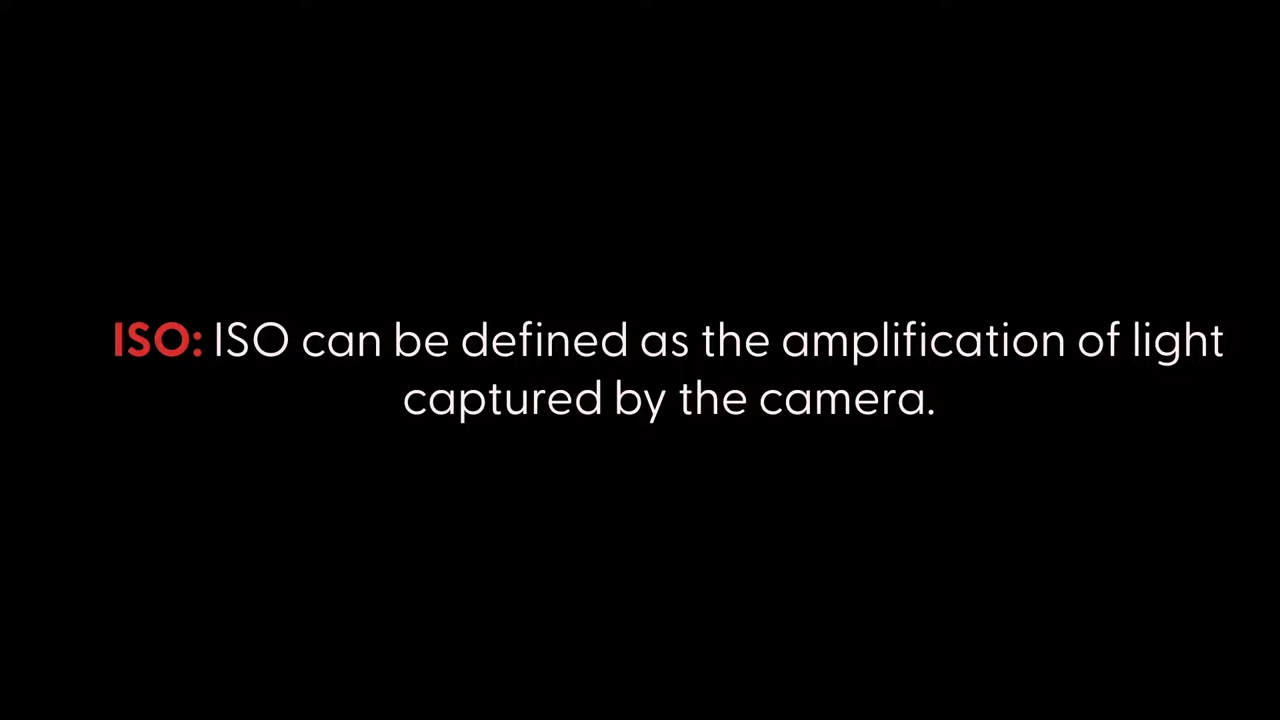 ISO: ISO can be defined as the amplification of light
captured by the camera.